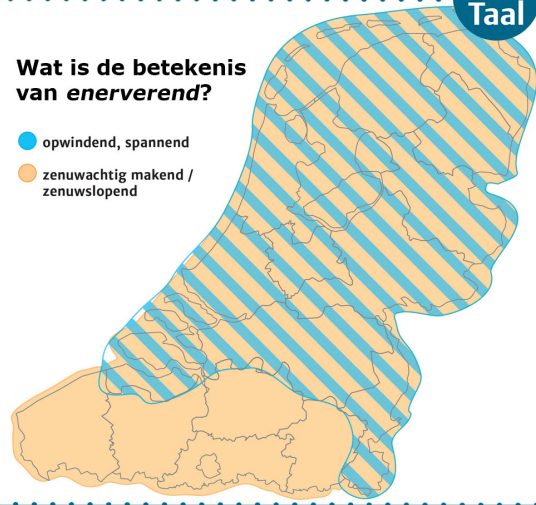 Taal
Wat is de betekenis
van enerverend?
opwindend, spannend
zenuwachtig makend /
zenuwslopend